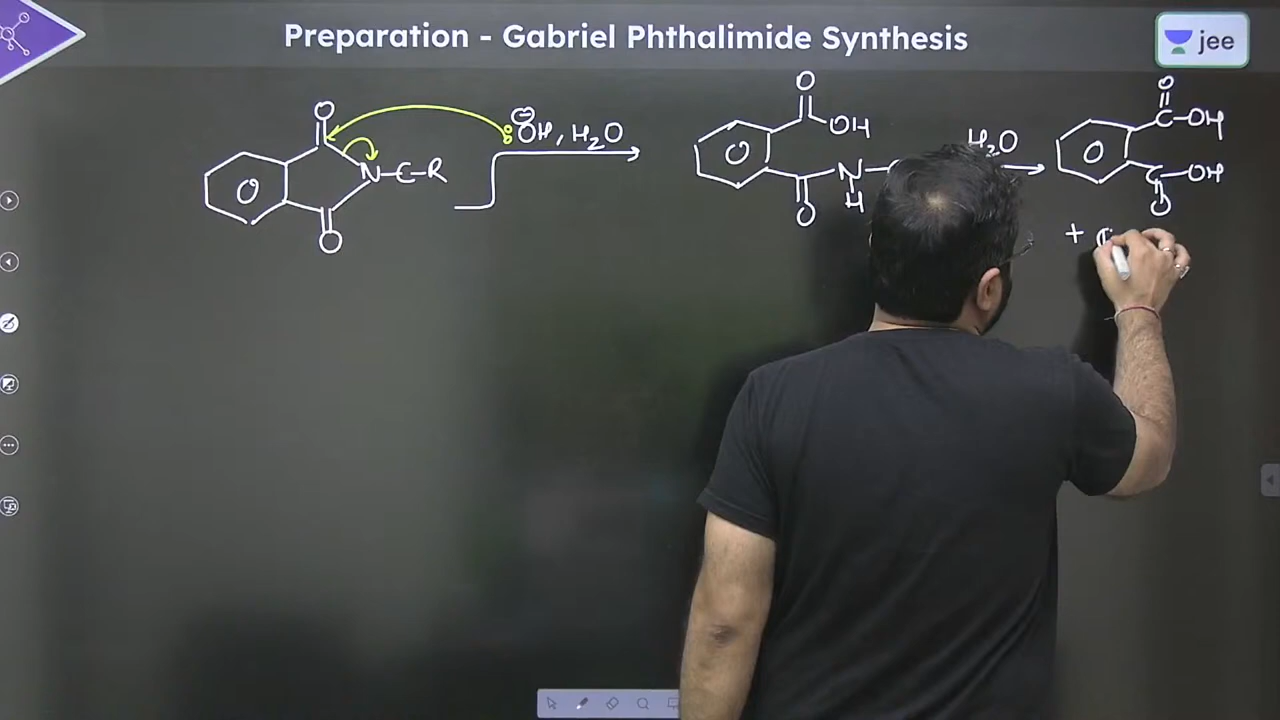 Preparation - Gabriel Phthalimide Synthesis
jee
O
N-C-R
O
⊖
:OH, H₂O
O
OH
N
H
O
H₂O
O
C-OH
C-OH
O
+